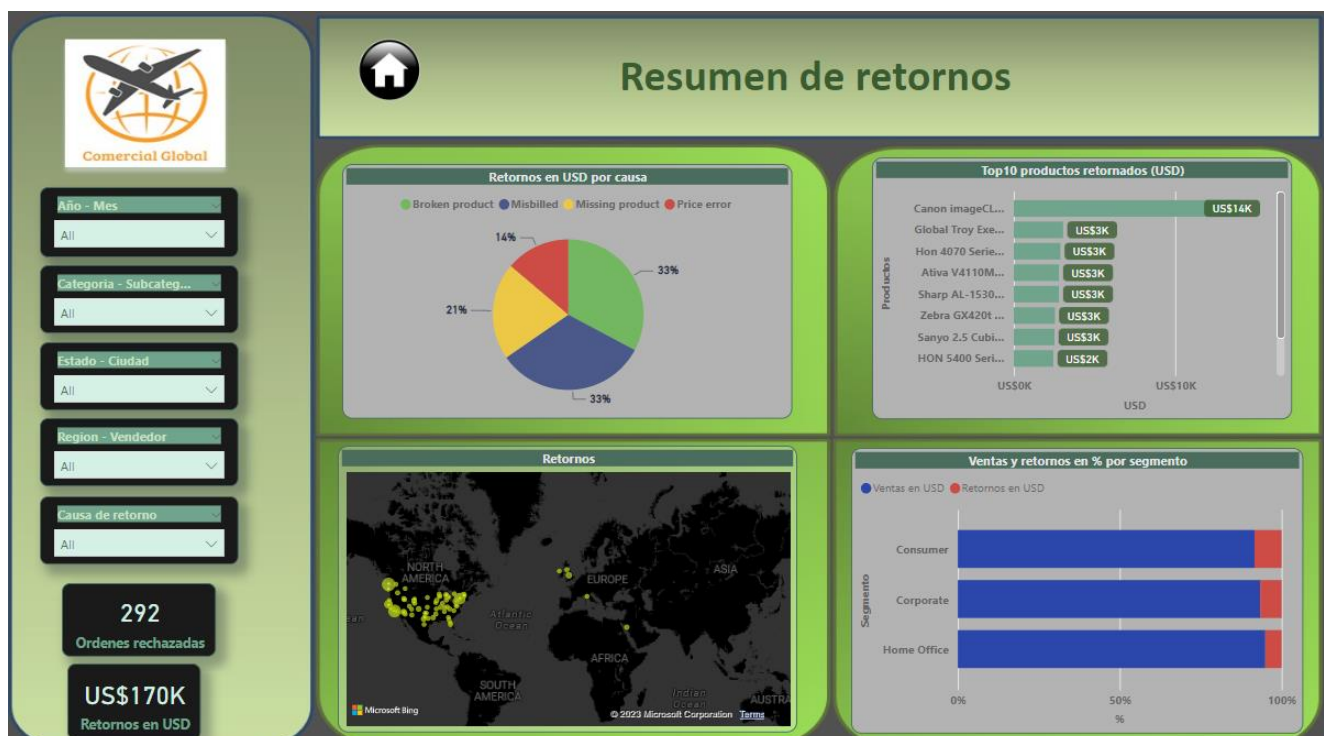 Comercial Global
Resumen de retornos
Año - Mes
All
Categoria - Subcateg...
All
Estado - Ciudad
All
Region - Vendedor
All
Causa de retorno
All
292
Ordenes rechazadas
US$170K
Retornos en USD
Retornos en USD por causa
Broken product Misbilled Missing product Price error
14%
33%
21%
33%
Top10 productos retornados (USD)
Productos
Canon imageCL... US$14K
Global Troy Exe... US$3K
Hon 4070 Serie... US$3K
Ativa V4110M... US$3K
Sharp AL-1530... US$3K
Zebra GX420t ... US$3K
Sanyo 2.5 Cubi... US$3K
HON 5400 Seri... US$2K
US$0K US$10K
USD
Retornos
NORTH
AMERICA
EUROPE
ASIA
Atlantic
Ocean
AFRICA
SOUTH
AMERICA
Indian
Ocean
AUSTRA
Microsoft Bing
© 2023 Microsoft Corporation Terms
Ventas y retornos en % por segmento
Ventas en USD Retornos en USD
Segmento
Consumer
Corporate
Home Office
0% 50% 100%
%